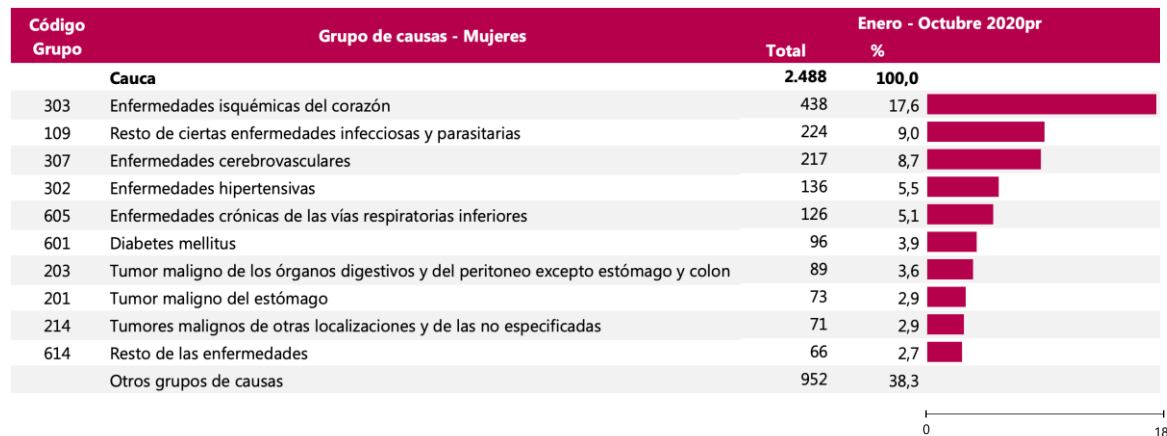 Código Grupo Grupo de causas - Mujeres Enero - Octubre 2020pr
Total %
Cauca 2.488 100,0
303 Enfermedades isquémicas del corazón 438 17,6
109 Resto de ciertas enfermedades infecciosas y parasitarias 224 9,0
307 Enfermedades cerebrovasculares 217 8,7
302 Enfermedades hipertensivas 136 5,5
605 Enfermedades crónicas de las vías respiratorias inferiores 126 5,1
601 Diabetes mellitus 96 3,9
203 Tumor maligno de los órganos digestivos y del peritoneo excepto estómago y colon 89 3,6
201 Tumor maligno del estómago 73 2,9
214 Tumores malignos de otras localizaciones y de las no especificadas 71 2,9
614 Resto de las enfermedades 66 2,7
Otros grupos de causas 952 38,3
0 18